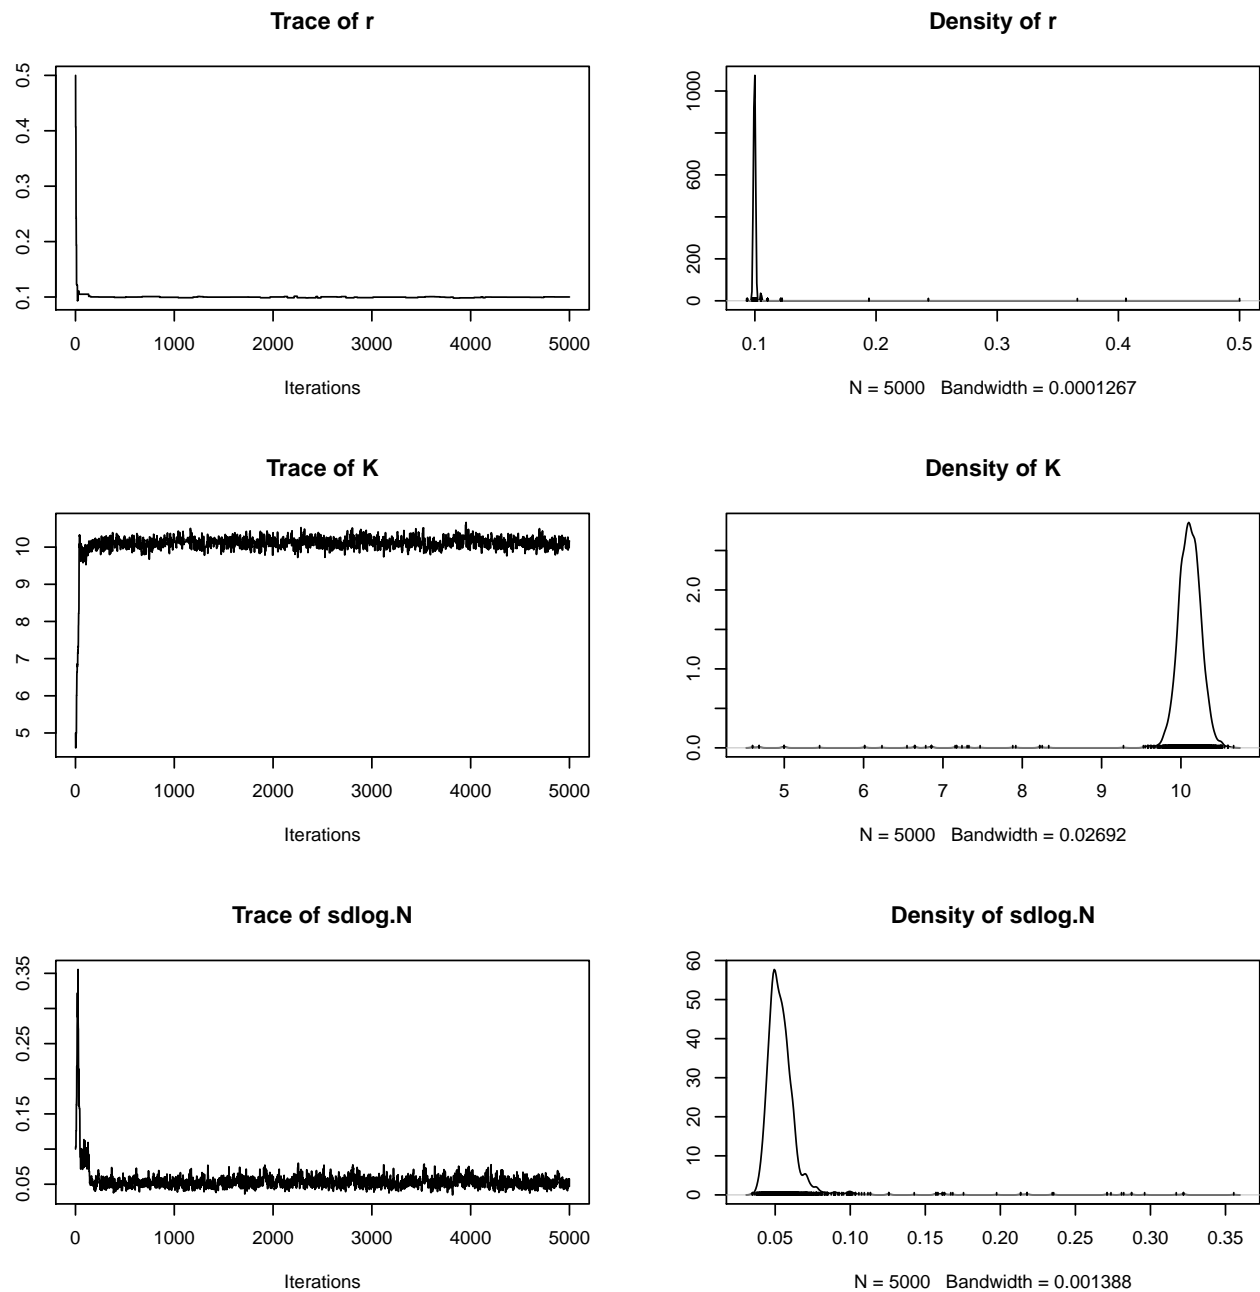 Trace of r
0.5
0.4
0.3
0.2
0.1
0 1000 2000 3000 4000 5000
Iterations
Density of r
1000
600
200
0
0.1 0.2 0.3 0.4 0.5
N = 5000 Bandwidth = 0.0001267
Trace of K
10
9
8
7
6
5
0 1000 2000 3000 4000 5000
Iterations
Density of K
2.0
1.0
0.0
5 6 7 8 9 10
N = 5000 Bandwidth = 0.02692
Trace of sdlog.N
0.35
0.25
0.15
0.05
0 1000 2000 3000 4000 5000
Iterations
Density of sdlog.N
60
50
40
30
20
10
0
0.05 0.10 0.15 0.20 0.25 0.30 0.35
N = 5000 Bandwidth = 0.001388